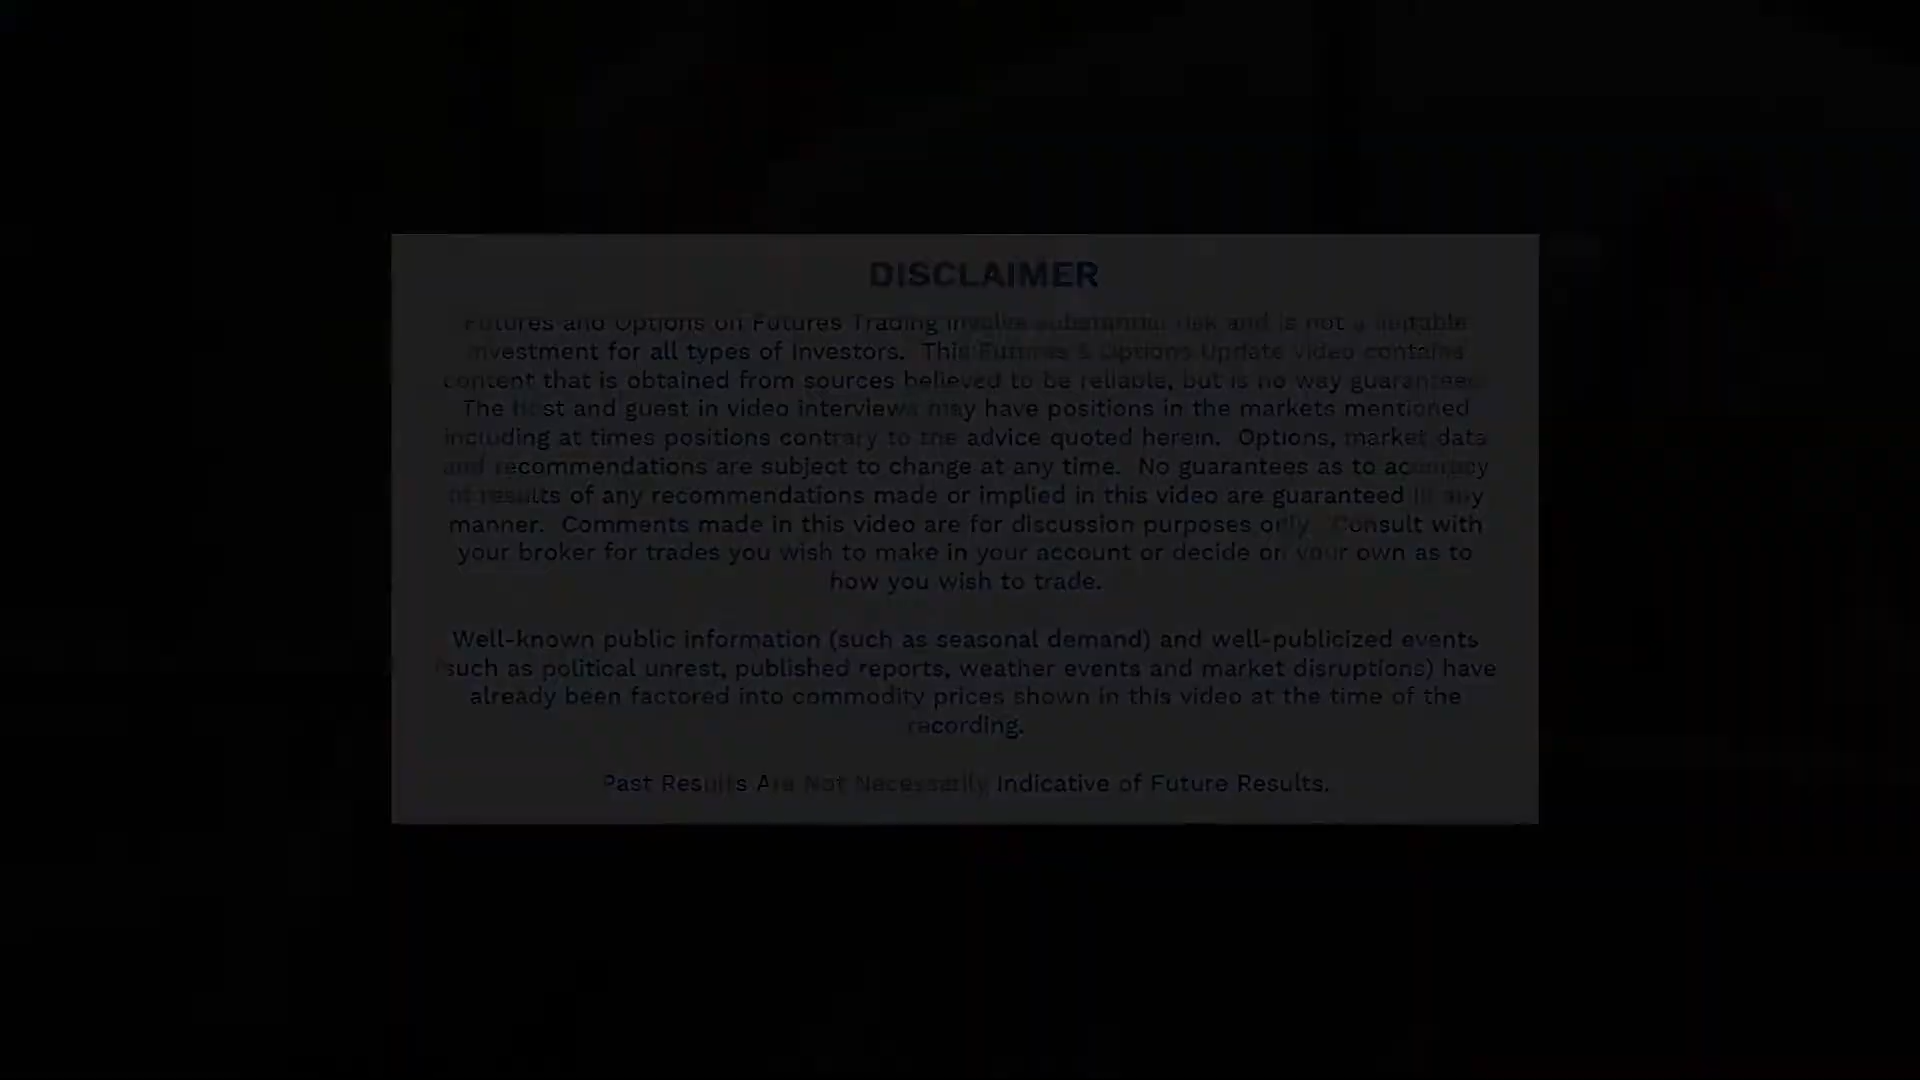 DISCLAIMER
Futures and Options on Futures Trading involve substantial risk and is not a suitable
investment for all types of Investors. This Futures & Options Update video contains
content that is obtained from sources believed to be reliable, but is no way guaranteed.
The host and guest in video interviews may have positions in the markets mentioned
including at times positions contrary to the advice quoted herein. Options, market data
and recommendations are subject to change at any time. No guarantees as to accuracy
of results of any recommendations made or implied in this video are guaranteed in any
manner. Comments made in this video are for discussion purposes only. Consult with
your broker for trades you wish to make in your account or decide on your own as to
how you wish to trade.
Well-known public information (such as seasonal demand) and well-publicized events
(such as political unrest, published reports, weather events and market disruptions) have
already been factored into commodity prices shown in this video at the time of the
recording.
Past Results Are Not Necessarily Indicative of Future Results.